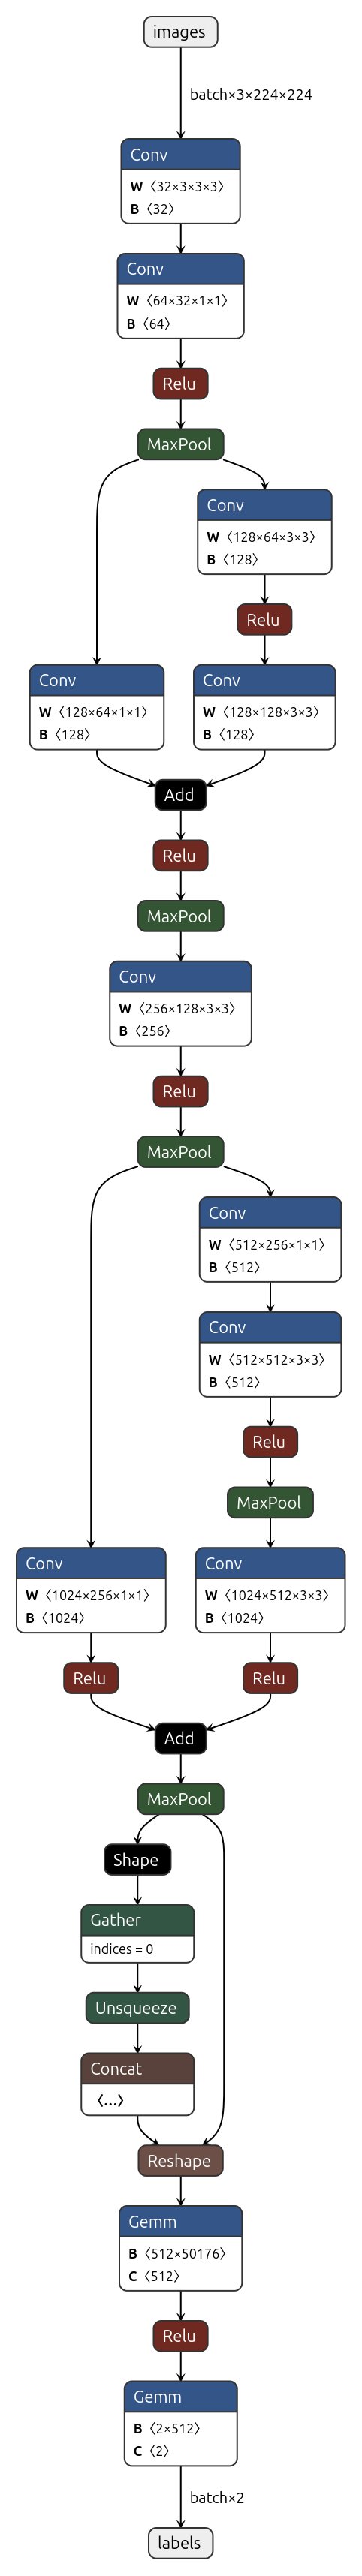 images
batch×3×224×224
Conv
W 〈32×3×3×3〉
B 〈32〉
Conv
W 〈64×32×1×1〉
B 〈64〉
Relu
MaxPool
Conv
W 〈128×64×3×3〉
B 〈128〉
Relu
Conv
W 〈128×64×1×1〉
B 〈128〉
Conv
W 〈128×128×3×3〉
B 〈128〉
Add
Relu
MaxPool
Conv
W 〈256×128×3×3〉
B 〈256〉
Relu
MaxPool
Conv
W 〈512×256×1×1〉
B 〈512〉
Conv
W 〈512×512×3×3〉
B 〈512〉
Relu
MaxPool
Conv
W 〈1024×256×1×1〉
B 〈1024〉
Conv
W 〈1024×512×3×3〉
B 〈1024〉
Relu
Relu
Add
MaxPool
Shape
Gather
indices = 0
Unsqueeze
Concat
〈…〉
Reshape
Gemm
B 〈512×50176〉
C 〈512〉
Relu
Gemm
B 〈2×512〉
C 〈2〉
batch×2
labels